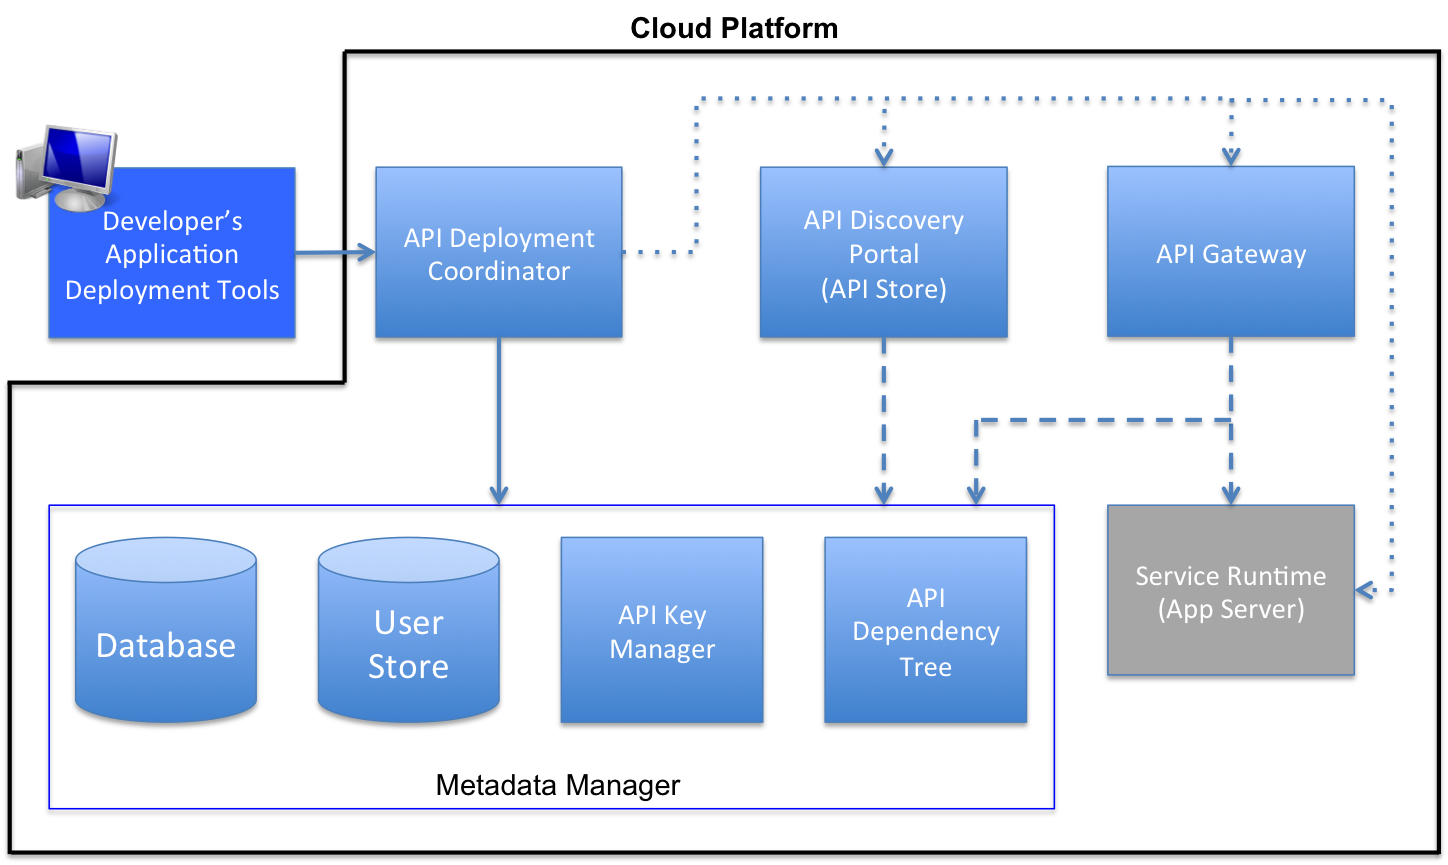 Cloud Platform
Developer’s
Application
Deployment Tools
API Deployment
Coordinator
API Discovery
Portal
(API Store)
API Gateway
Database
User
Store
API Key
Manager
API
Dependency
Tree
Service Runtime
(App Server)
Metadata Manager